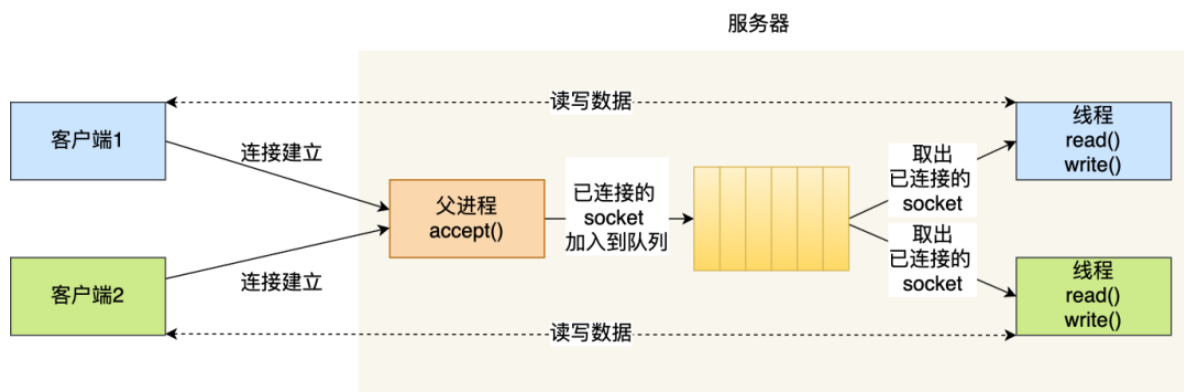 服务器
读写数据
客户端1
连接建立
父进程
accept()
已连接的
socket
加入到队列
取出
已连接的
socket
线程
read()
write()
客户端2
连接建立
取出
已连接的
socket
线程
read()
write()
读写数据